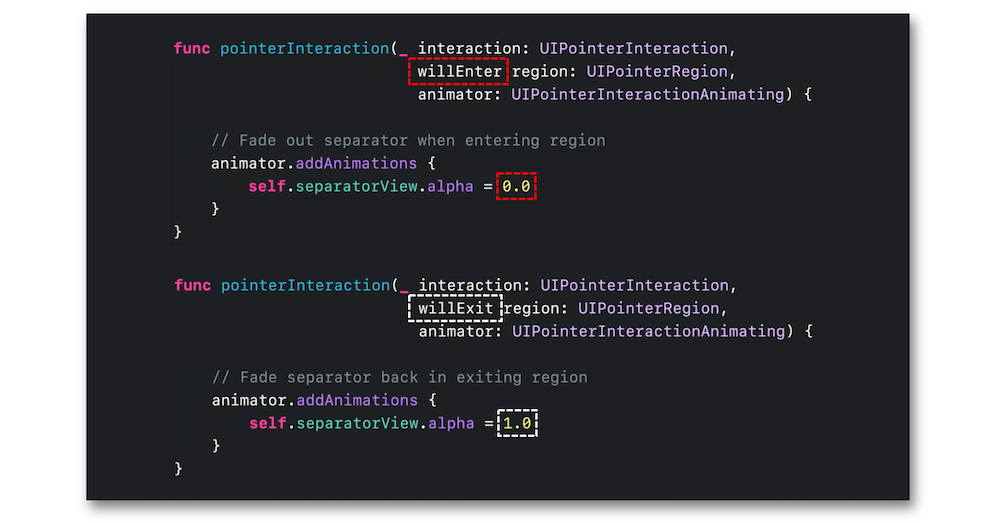 func pointerInteraction(_ interaction: UIPointerInteraction,
willEnter region: UIPointerRegion,
animator: UIPointerInteractionAnimating) {
// Fade out separator when entering region
animator.addAnimations {
self.separatorView.alpha = 0.0
}
}
func pointerInteraction(_ interaction: UIPointerInteraction,
willExit region: UIPointerRegion,
animator: UIPointerInteractionAnimating) {
// Fade separator back in exiting region
animator.addAnimations {
self.separatorView.alpha = 1.0
}
}